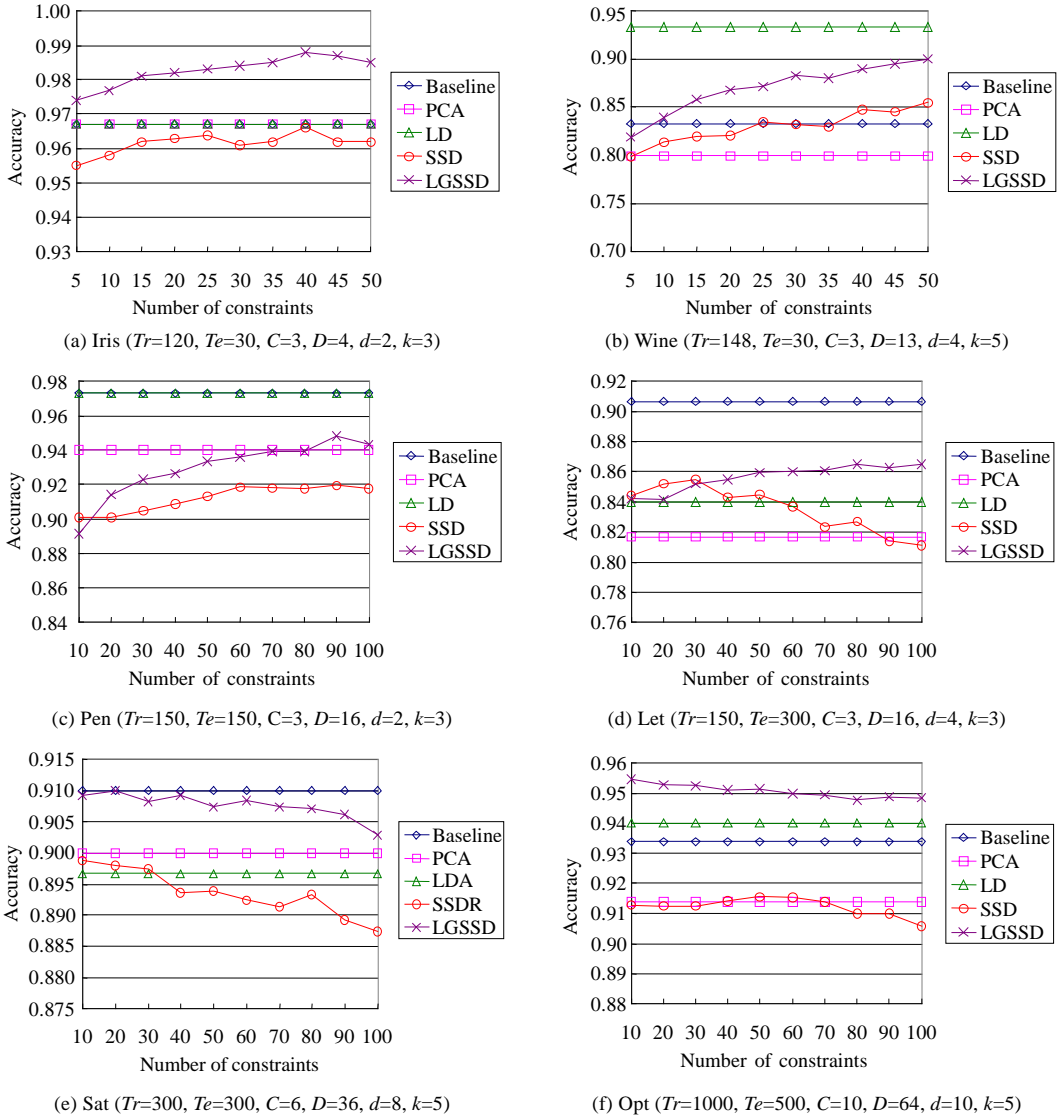 1.00
0.99
0.98
0.97
0.96
0.95
0.94
0.93
Accuracy
5 10 15 20 25 30 35 40 45 50
Number of constraints
Baseline
PCA
LD
SSD
LGSSD
(a) Iris (Tr=120, Te=30, C=3, D=4, d=2, k=3)
0.95
0.90
0.85
0.80
0.75
0.70
Accuracy
5 10 15 20 25 30 35 40 45 50
Number of constraints
Baseline
PCA
LD
SSD
LGSSD
(b) Wine (Tr=148, Te=30, C=3, D=13, d=4, k=5)
0.98
0.96
0.94
0.92
0.90
0.88
0.86
0.84
Accuracy
10 20 30 40 50 60 70 80 90 100
Number of constraints
Baseline
PCA
LD
SSD
LGSSD
(c) Pen (Tr=150, Te=150, C=3, D=16, d=2, k=3)
0.92
0.90
0.88
0.86
0.84
0.82
0.80
0.78
0.76
Accuracy
10 20 30 40 50 60 70 80 90 100
Number of constraints
Baseline
PCA
LD
SSD
LGSSD
(d) Let (Tr=150, Te=300, C=3, D=16, d=4, k=3)
0.915
0.910
0.905
0.900
0.895
0.890
0.885
0.880
0.875
Accuracy
10 20 30 40 50 60 70 80 90 100
Number of constraints
Baseline
PCA
LDA
SSDR
LGSSD
(e) Sat (Tr=300, Te=300, C=6, D=36, d=8, k=5)
0.96
0.95
0.94
0.93
0.92
0.91
0.90
0.89
0.88
Accuracy
10 20 30 40 50 60 70 80 90 100
Number of constraints
Baseline
PCA
LD
SSD
LGSSD
(f) Opt (Tr=1000, Te=500, C=10, D=64, d=10, k=5)